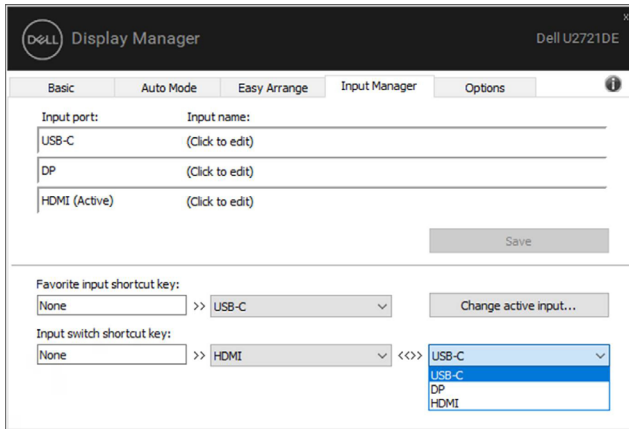 x
DELL Display Manager Dell U2721DE
Basic Auto Mode Easy Arrange Input Manager Options i
Input port: Input name:
USB-C (Click to edit)
DP (Click to edit)
HDMI (Active) (Click to edit)
Save
Favorite input shortcut key:
None >> USB-C Change active input...
Input switch shortcut key:
None >> HDMI <<>> USB-C
USB-C
DP
HDMI